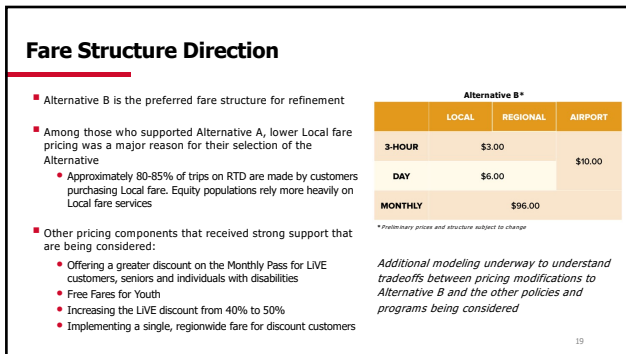 Fare Structure Direction
Alternative B is the preferred fare structure for refinement
Among those who supported Alternative A, lower Local fare
pricing was a major reason for their selection of the
Alternative
Approximately 80-85% of trips on RTD are made by customers
purchasing Local fare. Equity populations rely more heavily on
Local fare services
Other pricing components that received strong support that
are being considered:
Offering a greater discount on the Monthly Pass for LiVE
customers, seniors and individuals with disabilities
Free Fares for Youth
Increasing the LiVE discount from 40% to 50%
Implementing a single, regionwide fare for discount customers
Alternative B*
LOCAL REGIONAL AIRPORT
3-HOUR $3.00
$10.00
DAY $6.00
MONTHLY $96.00
* Preliminary prices and structure subject to change
Additional modeling underway to understand
tradeoffs between pricing modifications to
Alternative B and the other policies and
programs being considered
19